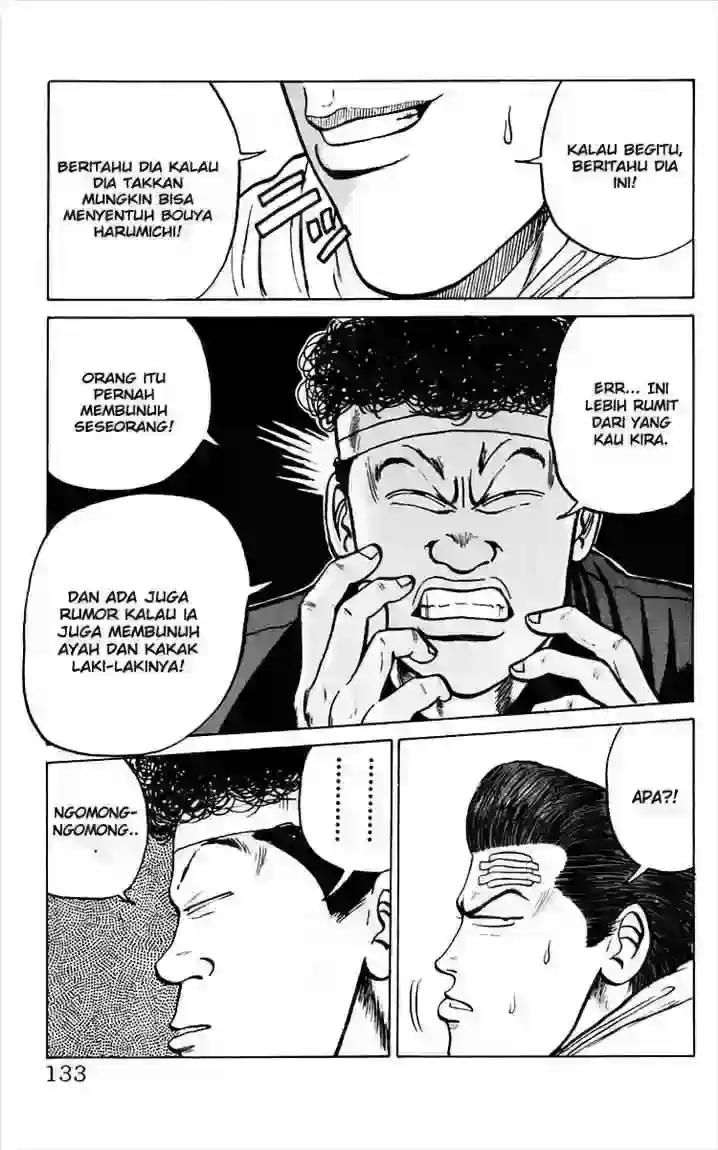 KALAU BEGITU,
BERITAHU DIA
INI!
BERITAHU DIA KALAU
DIA TAKKAN
MUNGKIN BISA
MENYENTUH BOUYA
HARUMICHI!
ERR... INI
LEBIH RUMIT
DARI YANG
KAU KIRA.
ORANG ITU
PERNAH
MEMBUNUH
SESEORANG!
DAN ADA JUGA
RUMOR KALAU IA
JUGA MEMBUNUH
AYAH DAN KAKAK
LAKI-LAKINYA!
APA?!
NGOMONG-
NGOMONG..
133